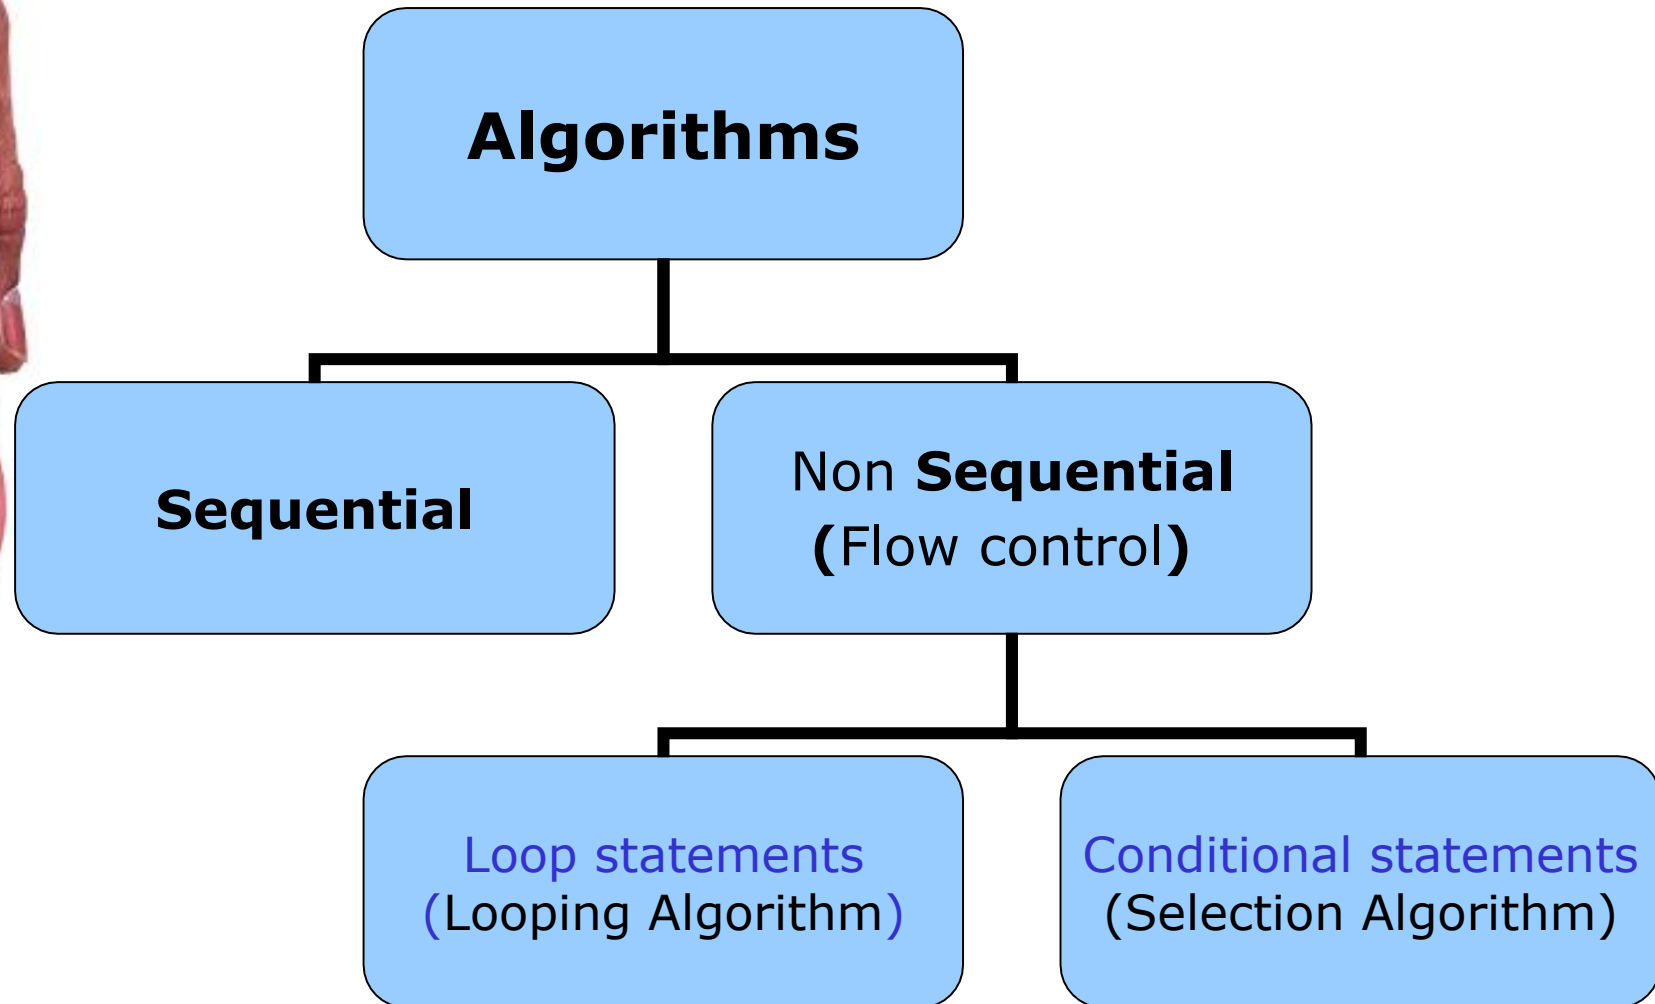 Algorithms
Sequential
Non Sequential
(Flow control)
Loop statements
(Looping Algorithm)
Conditional statements
(Selection Algorithm)